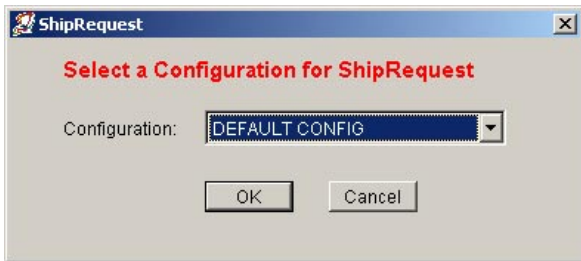 ShipRequest
Select a Configuration for ShipRequest
Configuration: DEFAULT CONFIG
OK Cancel